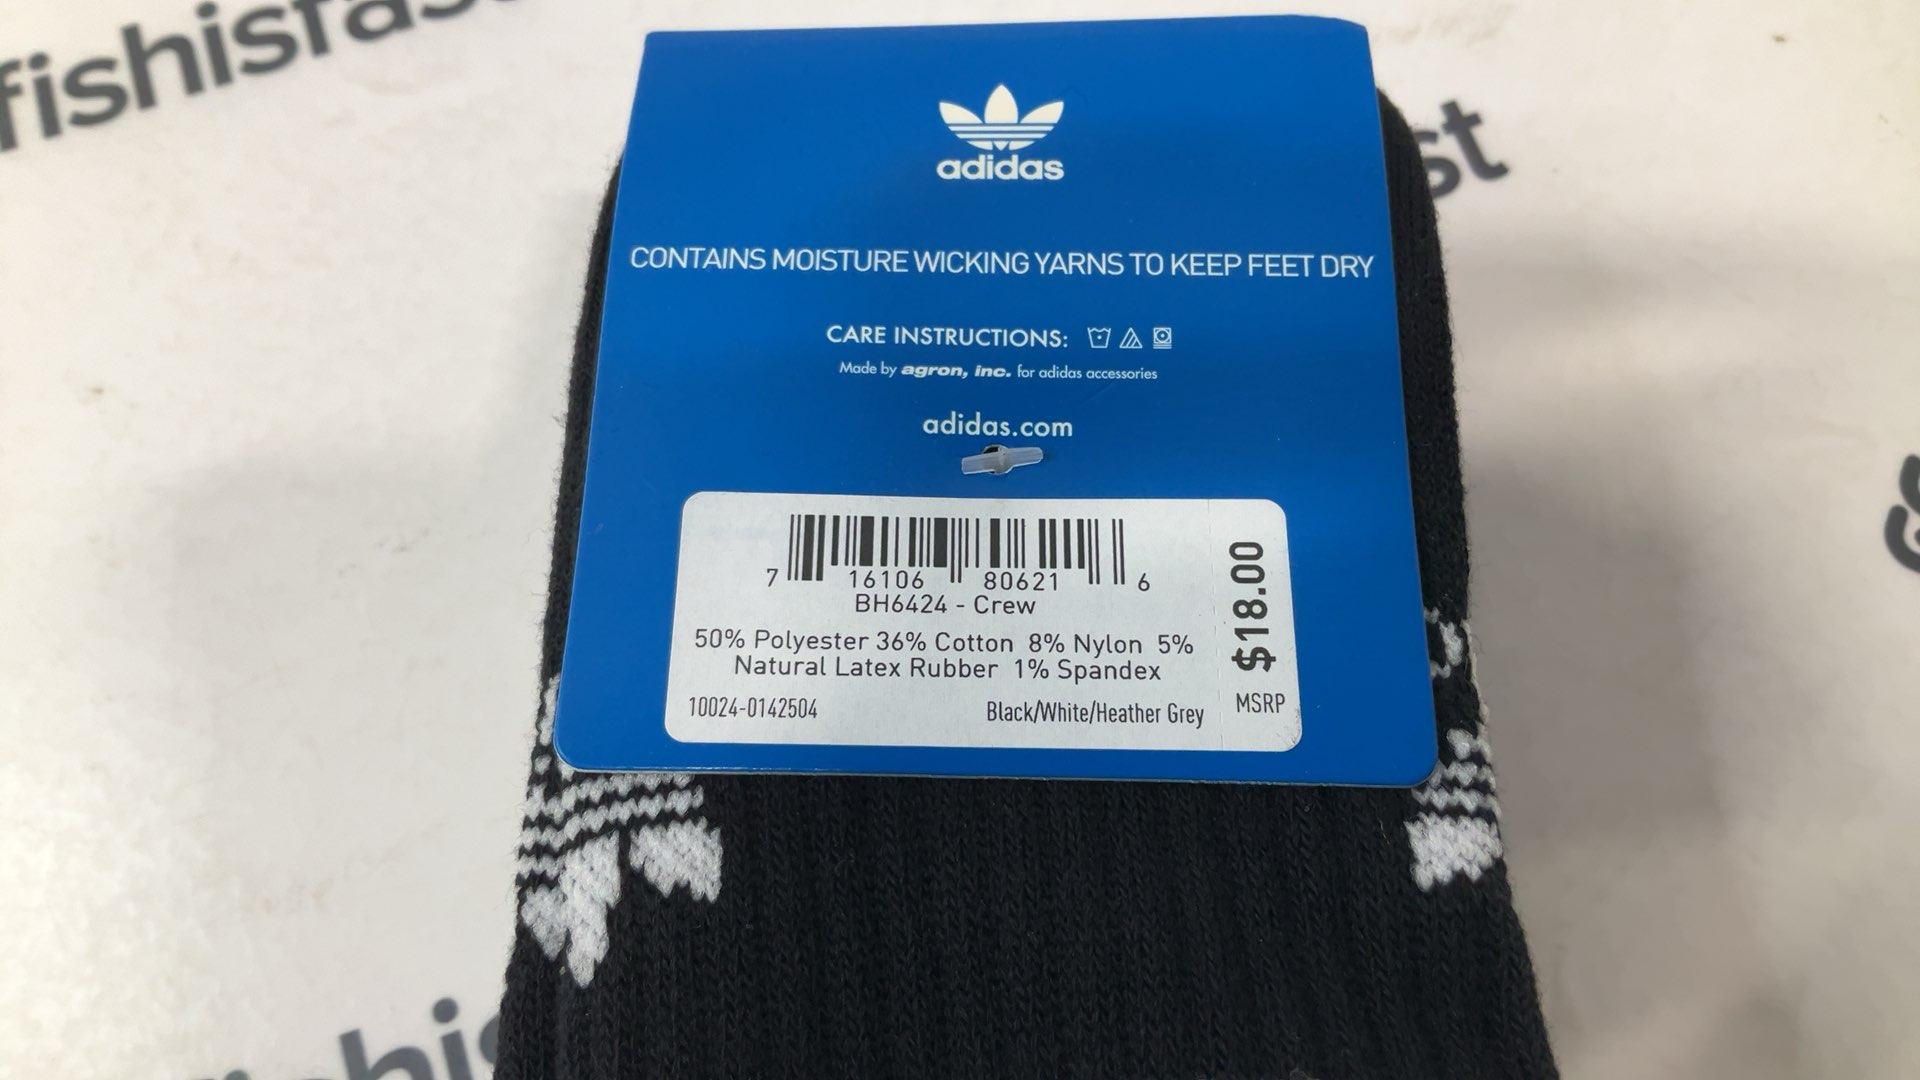 fishisfa
st
adidas
CONTAINS MOISTURE WICKING YARNS TO KEEP FEET DRY
CARE INSTRUCTIONS:
Made by agron, inc. for adidas accessories
adidas.com
7 16106 80621 6
BH6424 - Crew
50% Polyester 36% Cotton 8% Nylon 5%
Natural Latex Rubber 1% Spandex
10024-0142504 Black/White/Heather Grey
$18.00
MSRP